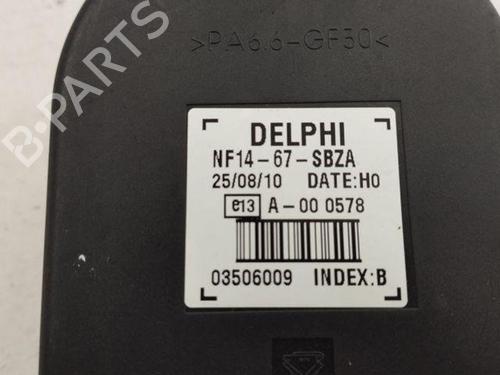 >PA6.6-GF30<
DELPHI
NF14-67-SBZA
25/08/10 DATE:H0
e13 A-00 0578
03506009 INDEX:B
B-PARTS